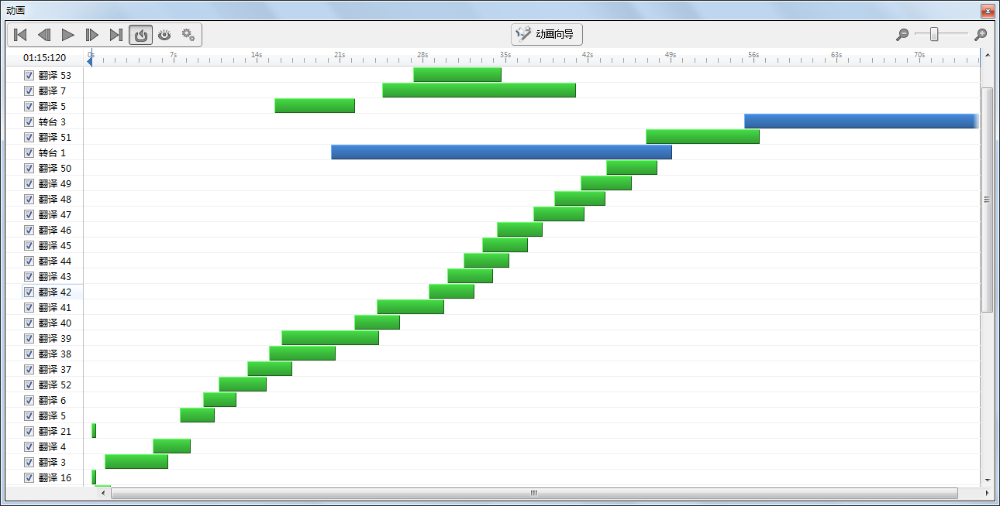 动画
动画向导
01:15:120 0s 7s 14s 21s 28s 35s 42s 49s 56s 63s 70s
翻译 53
翻译 7
翻译 5
转台 3
翻译 51
转台 1
翻译 50
翻译 49
翻译 48
翻译 47
翻译 46
翻译 45
翻译 44
翻译 43
翻译 42
翻译 41
翻译 40
翻译 39
翻译 38
翻译 37
翻译 52
翻译 6
翻译 5
翻译 21
翻译 4
翻译 3
翻译 16